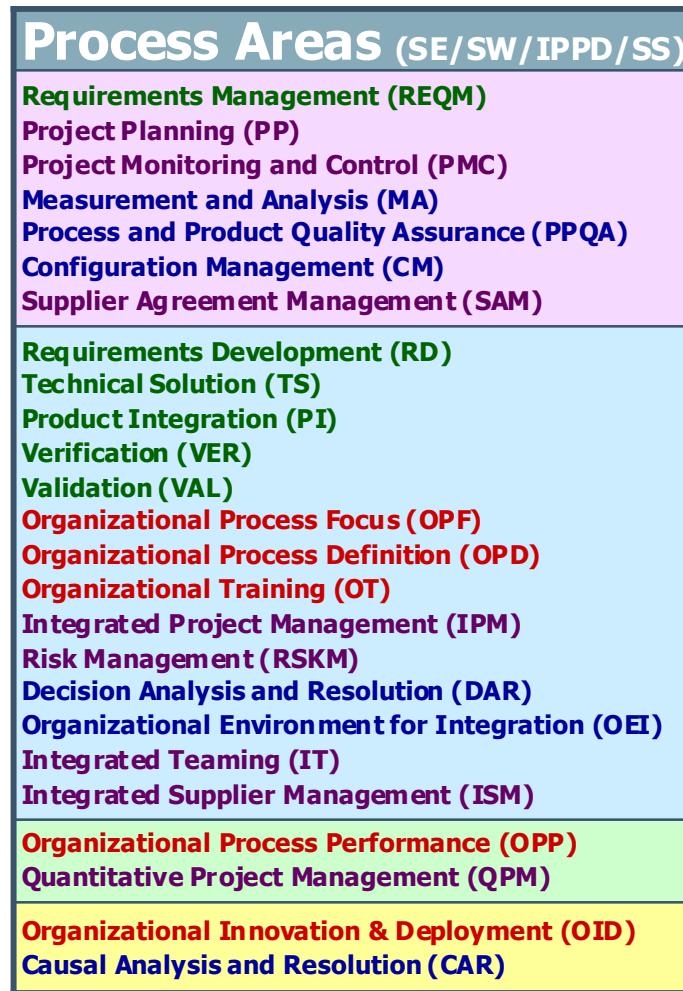 Process Areas (SE/SW/IPPD/SS)
Requirements Management (REQM)
Project Planning (PP)
Project Monitoring and Control (PMC)
Measurement and Analysis (MA)
Process and Product Quality Assurance (PPQA)
Configuration Management (CM)
Supplier Agreement Management (SAM)
Requirements Development (RD)
Technical Solution (TS)
Product Integration (PI)
Verification (VER)
Validation (VAL)
Organizational Process Focus (OPF)
Organizational Process Definition (OPD)
Organizational Training (OT)
Integrated Project Management (IPM)
Risk Management (RSKM)
Decision Analysis and Resolution (DAR)
Organizational Environment for Integration (OEI)
Integrated Teaming (IT)
Integrated Supplier Management (ISM)
Organizational Process Performance (OPP)
Quantitative Project Management (QPM)
Organizational Innovation & Deployment (OID)
Causal Analysis and Resolution (CAR)